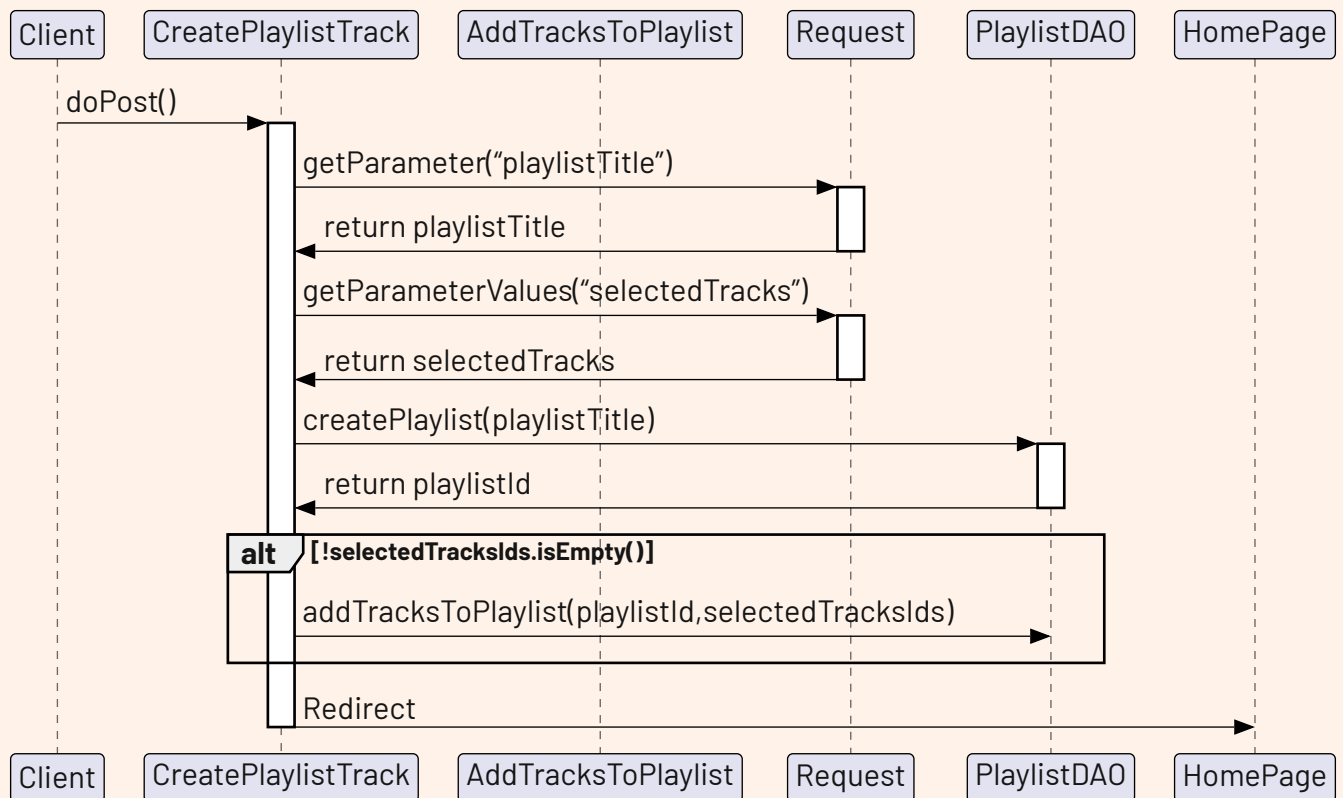 Client CreatePlaylistTrack AddTracksToPlaylist Request PlaylistDAO HomePage
doPost()
getParameter(“playlistTitle”)
return playlistTitle
getParameterValues(“selectedTracks”)
return selectedTracks
createPlaylist(playlistTitle)
return playlistId
alt [!selectedTracksIds.isEmpty()]
addTracksToPlaylist(playlistId,selectedTracksIds)
Redirect
Client CreatePlaylistTrack AddTracksToPlaylist Request PlaylistDAO HomePage